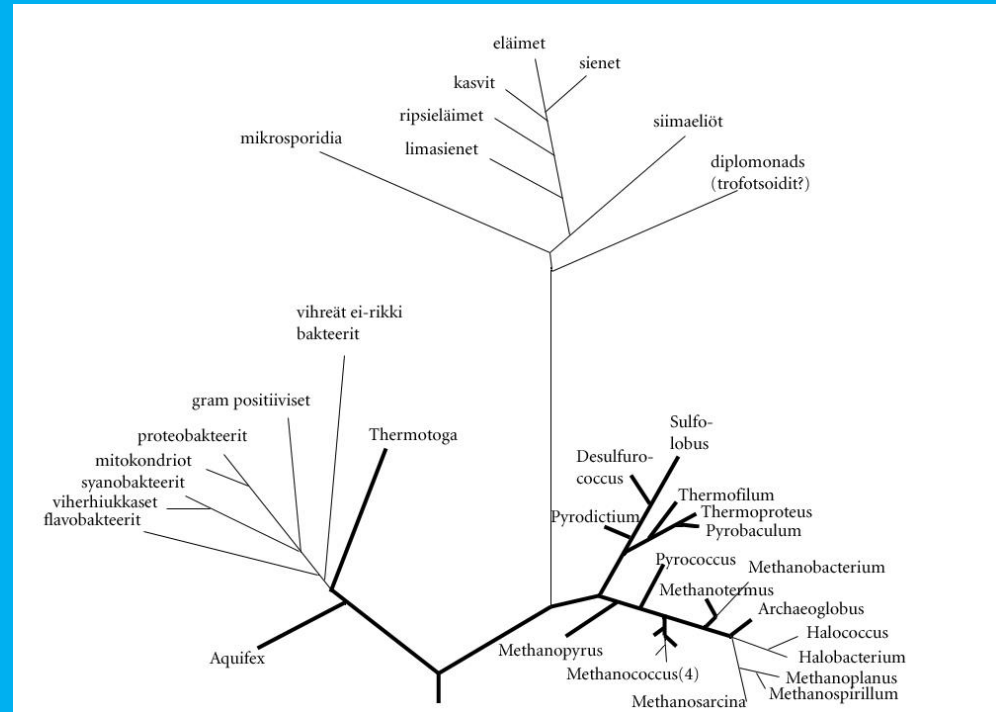 eläimet
sienet
kasvit
ripsieläimet
siimaeliöt
mikrosporidia
limasienet
diplomonads
(trofotsoidit?)
vihreät ei-rikki
bakteerit
gram positiiviset
proteobakteerit
Thermotoga
mitokondriot
syanobakteerit
viherhiukkaset
flavobakteerit
Sulfo-
lobus
Desulfuro-
coccus
Thermofilum
Thermoproteus
Pyrodictium
Pyrobaculum
Pyrococcus
Methanobacterium
Methanotermus
Archaeoglobus
Halococcus
Aquifex
Methanopyrus
Halobacterium
Methanococcus(4)
Methanoplanus
Methanospirillum
Methanosarcina